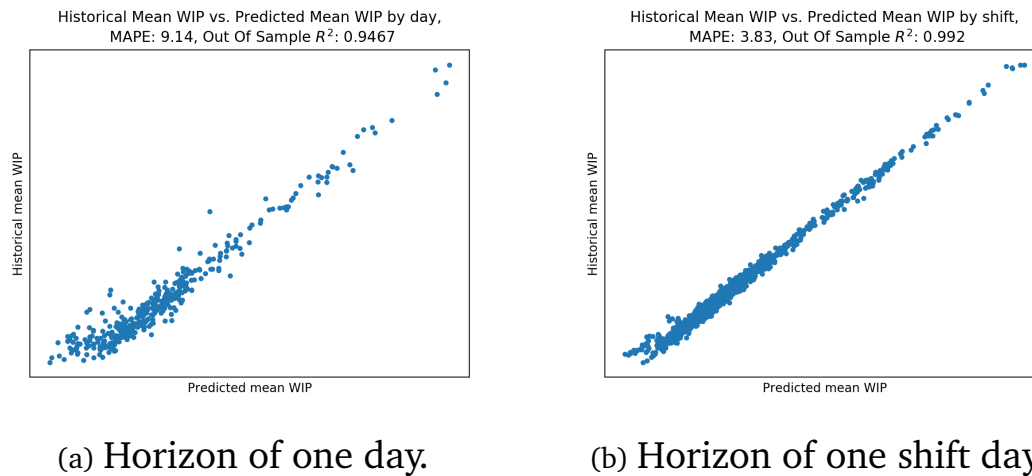 Historical Mean WIP vs. Predicted Mean WIP by day,
MAPE: 9.14, Out Of Sample R²: 0.9467
Historical mean WIP
Predicted mean WIP
(a) Horizon of one day.
Historical Mean WIP vs. Predicted Mean WIP by shift,
MAPE: 3.83, Out Of Sample R²: 0.992
Historical mean WIP
Predicted mean WIP
(b) Horizon of one shift day